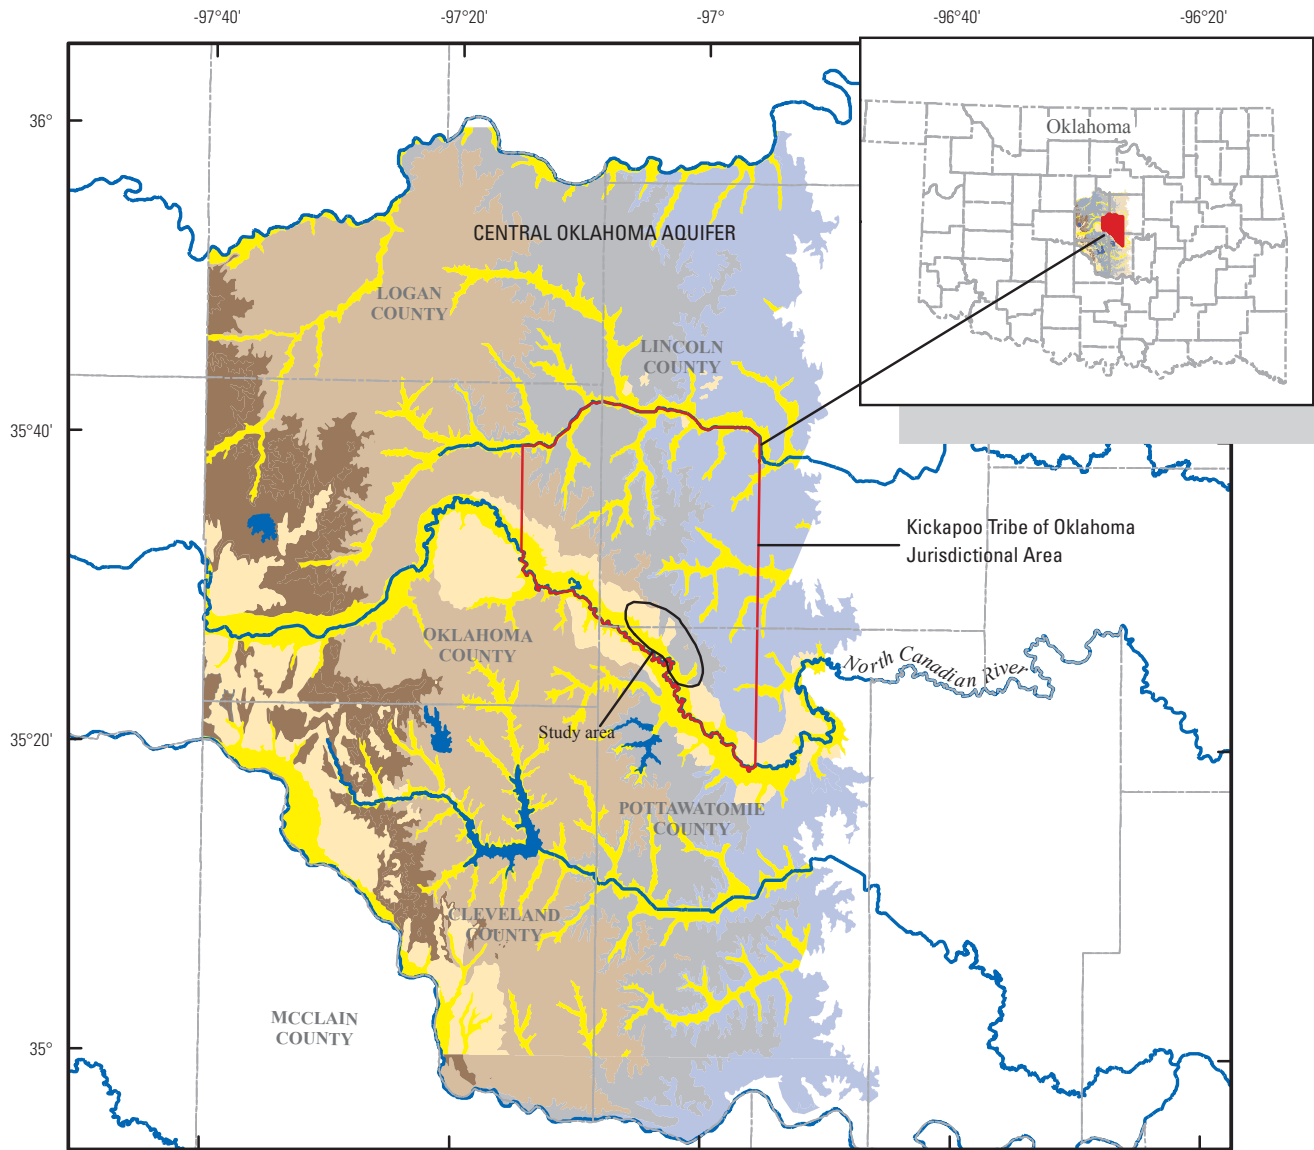 -97°40'
-97°20'
-97°
-96°40'
-96°20'
36°
Oklahoma
CENTRAL OKLAHOMA AQUIFER
LOGAN
COUNTY
LINCOLN
COUNTY
35°40'
Kickapoo Tribe of Oklahoma
Jurisdictional Area
OKLAHOMA
COUNTY
North Canadian River
Study area
35°20'
POTTAWATOMIE
COUNTY
CLEVELAND
COUNTY
MCCLAIN
COUNTY
35°